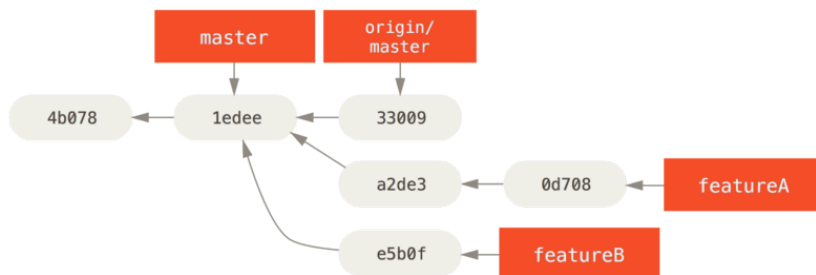 master
origin/
master
4b078
1edee
33009
a2de3
0d708
featureA
e5b0f
featureB